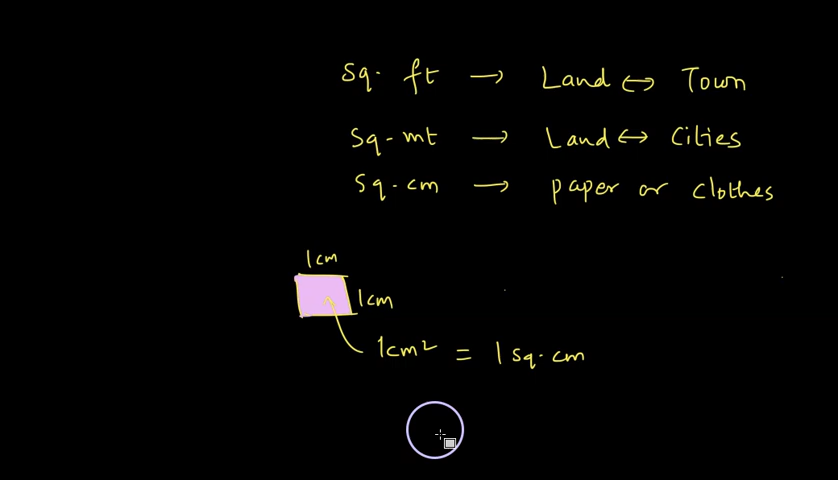 Sq. ft → Land ↔ Town
Sq-mt → Land ↔ Cities
Sq.cm → paper or clothes
1cm
1cm
1cm² = 1 sq.cm